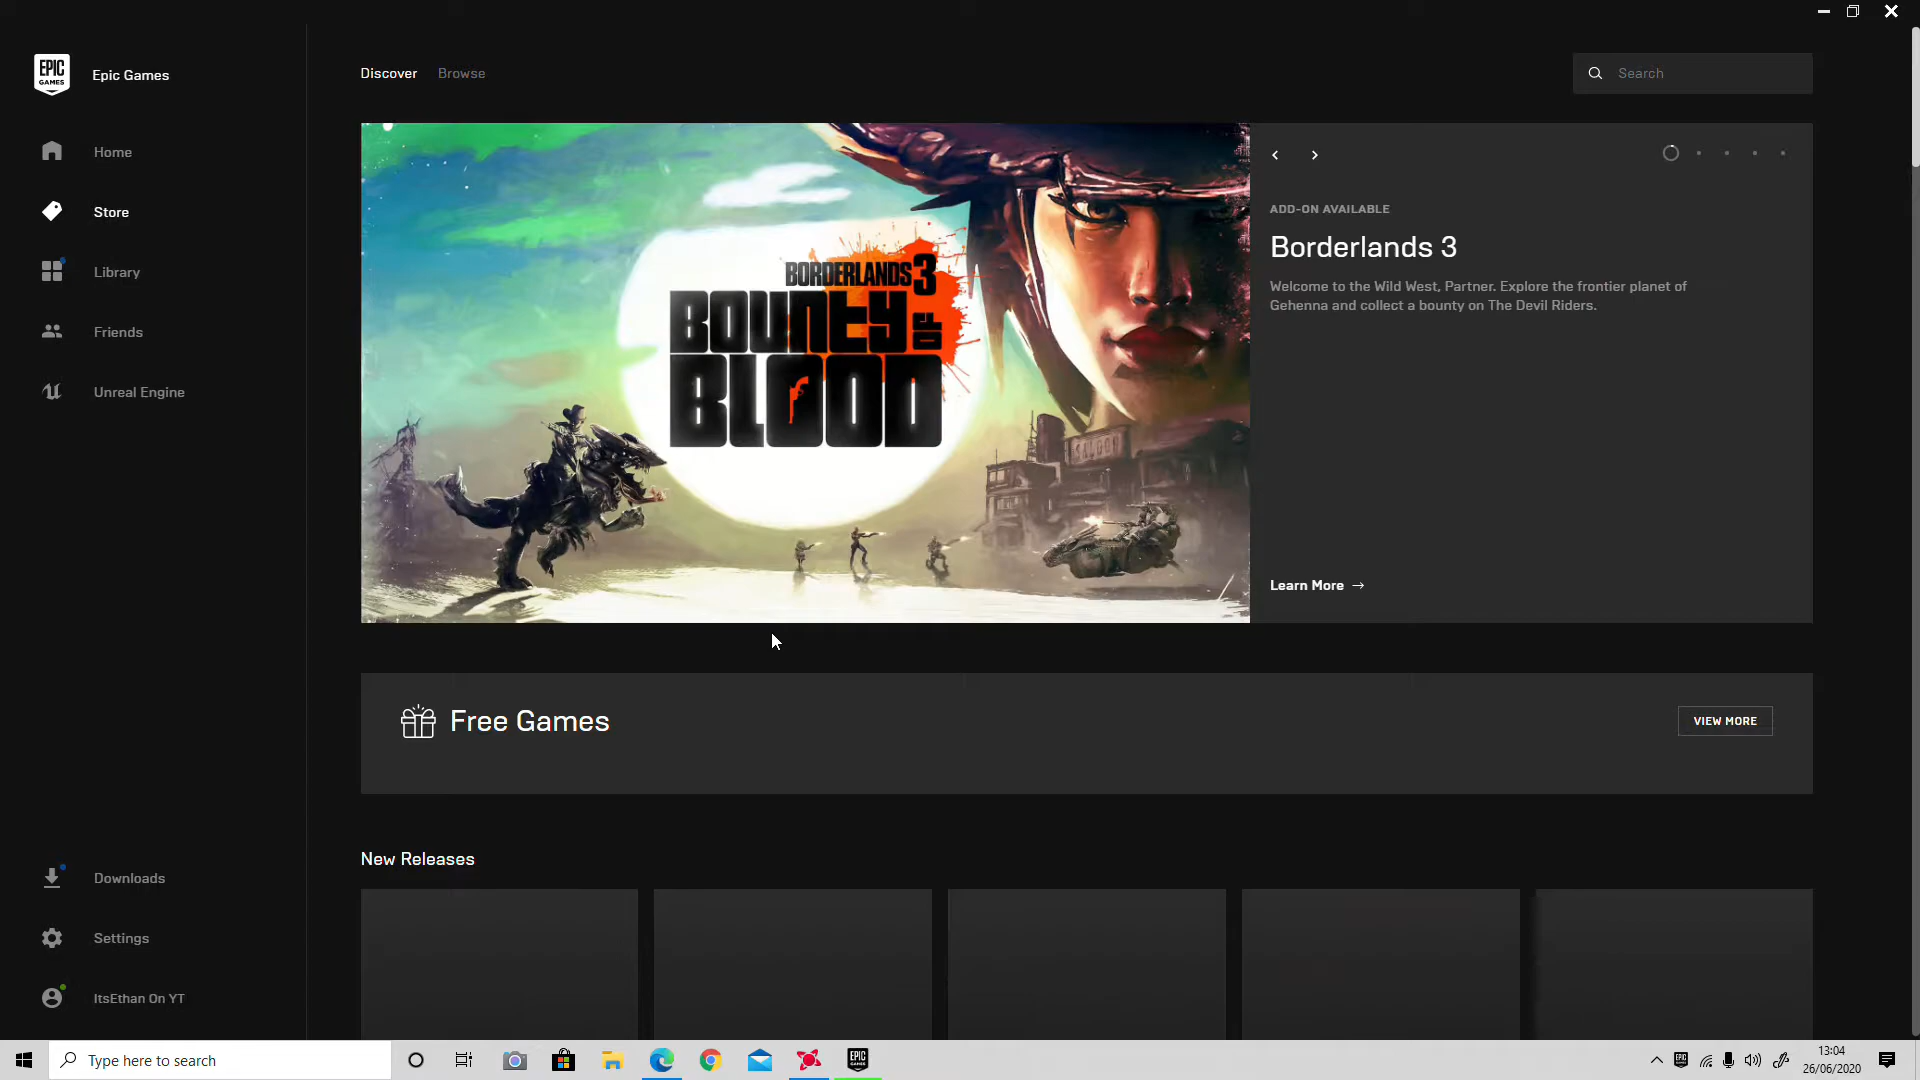 EPIC
GAMES
Epic Games
Home
Store
Library
Friends
Unreal Engine
Downloads
Settings
ItsEthan On YT
Discover
Browse
Search
BORDERLANDS 3
BOUNTY OF
BLOOD
ADD-ON AVAILABLE
Borderlands 3
Welcome to the Wild West, Partner. Explore the frontier planet of
Gehenna and collect a bounty on The Devil Riders.
Learn More →
Free Games
VIEW MORE
New Releases
Type here to search
EPIC
GAMES
13:04
26/06/2020